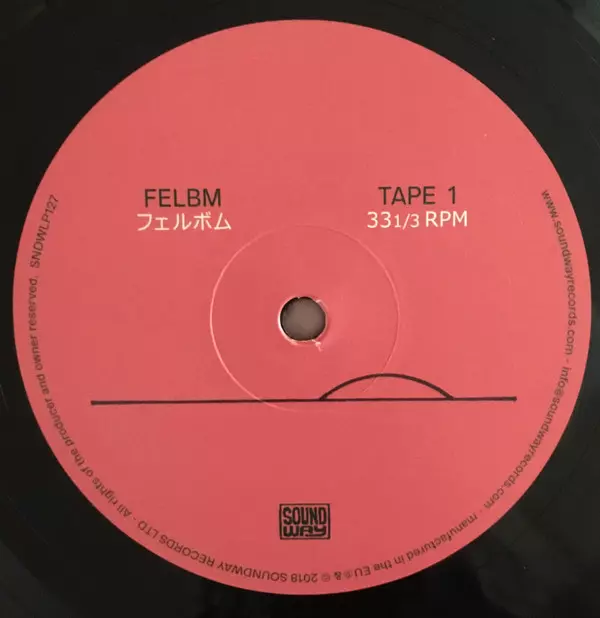 FELBM
フェルボム
TAPE 1
33 1/3 RPM
SOUND
WAY
www.soundwayrecords.com - info@soundwayrecords.com - manufactured in the EU ℗ & © 2018 SOUNDWAY RECORDS LTD - All rights of the producer and owner reserved. SNDWLP127